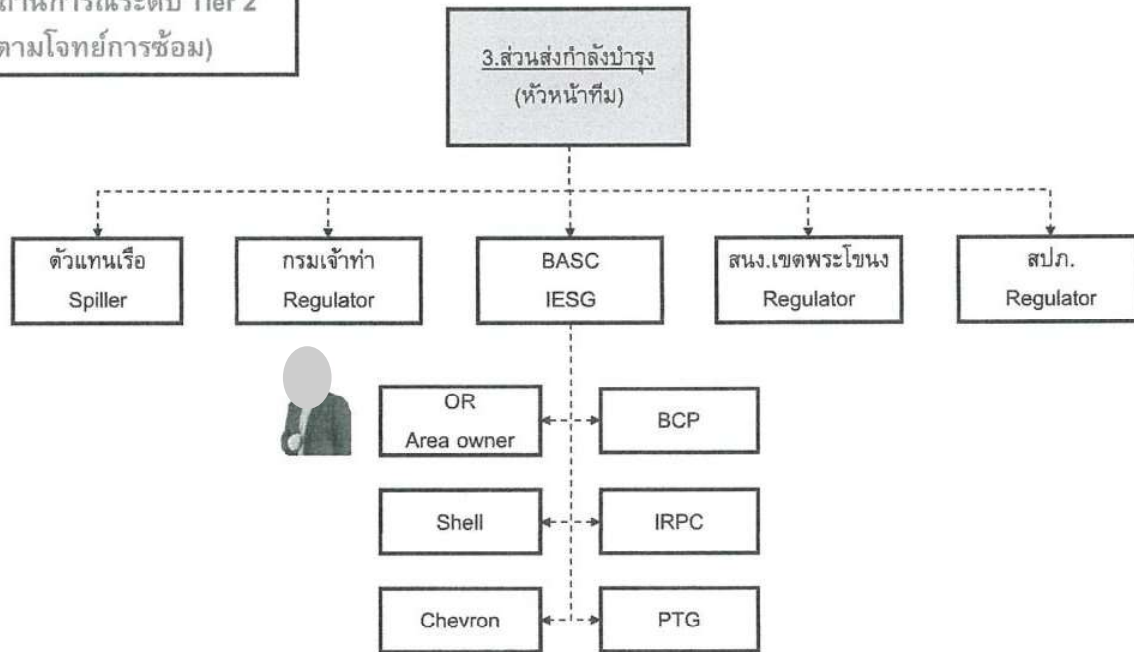 Tier 2
ตามโจทย์การซ้อม)
3.ส่วนส่งกำลังบำรุง
(หัวหน้าทีม)
ตัวแทนเรือ
Spiller
กรมเจ้าท่า
Regulator
BASC
IESG
สนง.เขตพระโขนง
Regulator
สปภ.
Regulator
OR
Area owner
BCP
Shell
IRPC
Chevron
PTG